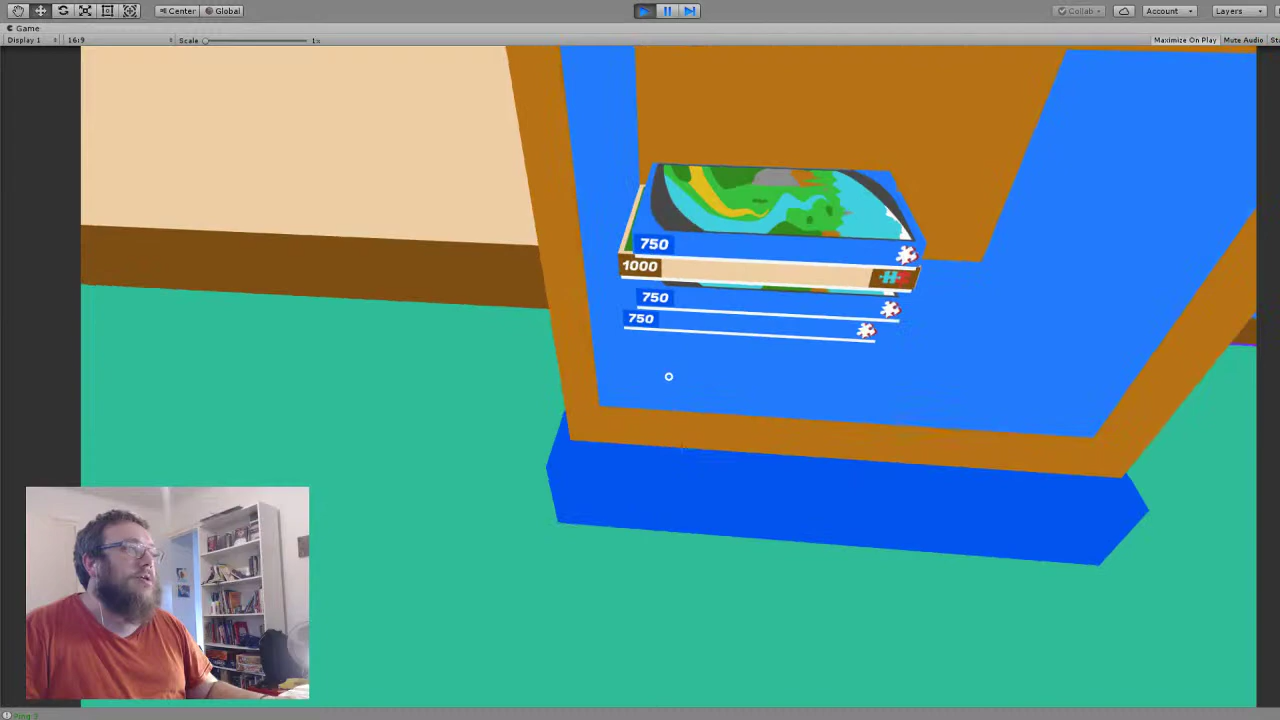 Center Global Collab Account Layers
Game
Display 1 16:9 Scale 1x Maximize On Play Mute Audio
750
1000
750
750